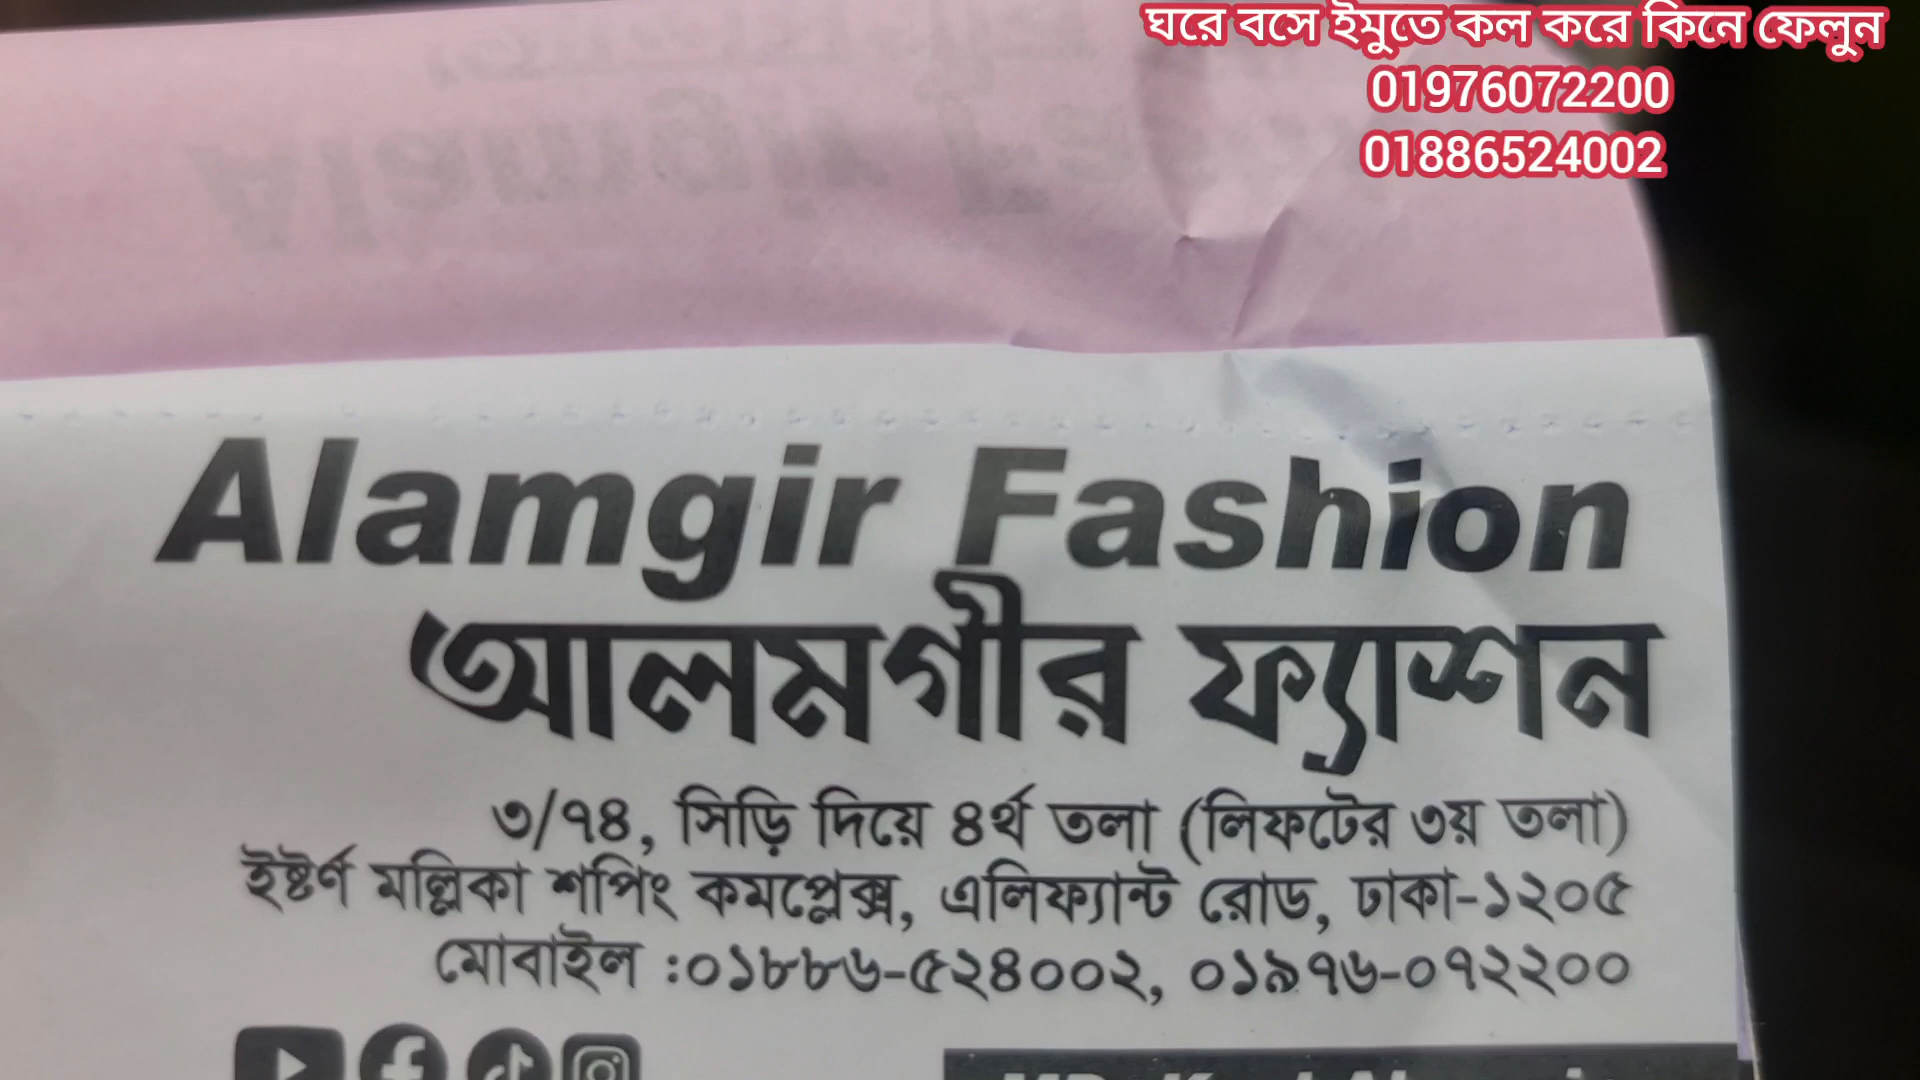 ঘরে বসে ইমুতে কল করে কিনে ফেলুন
01976072200
01886524002
Alamgir Fashion
আলমগীর ফ্যাশন
৩/৭৪, সিড়ি দিয়ে ৪র্থ তলা (লিফটের ৩য় তলা)
ইষ্টর্ণ মল্লিকা শপিং কমপ্লেক্স, এলিফ্যান্ট রোড, ঢাকা-১২০৫
মোবাইল :০১৮৮৬-৫২৪০০২, ০১৯৭৬-০৭২২০০